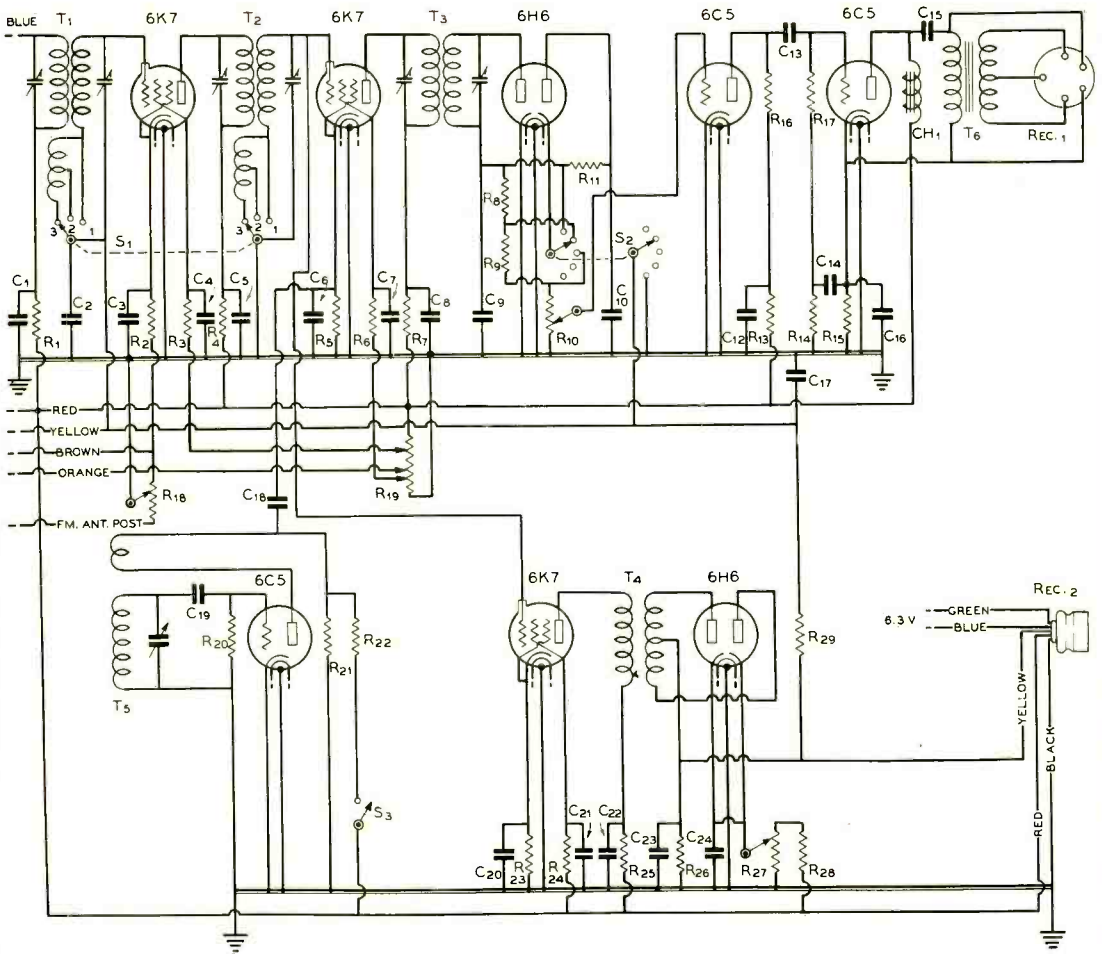 BLUE T1 6K7 T2 6K7 T3 6H6 6C5 C13 6C5 C15
R16 R17 CH1 T6 REC.1
R11
R8
3 2 1 S1 3 2 1
R9 S2
C1 C2 C3 C4 C5 C6 C7 C8 C9 C10 C14
R1 R2 R3 R4 R5 R6 R7 R10 C12 R13 R14 R15 C16
C17
RED
YELLOW
BROWN
ORANGE
R18 C18 R19
FM. ANT. POST
6C5 6K7 T4 6H6 REC.2
C19 GREEN
6.3 V BLUE
R20 R21 R22 R29
T5
YELLOW
BLACK
RED
S3
C21 C22 C23 C24
C20 R23 R24 R25 R26 R27 R28